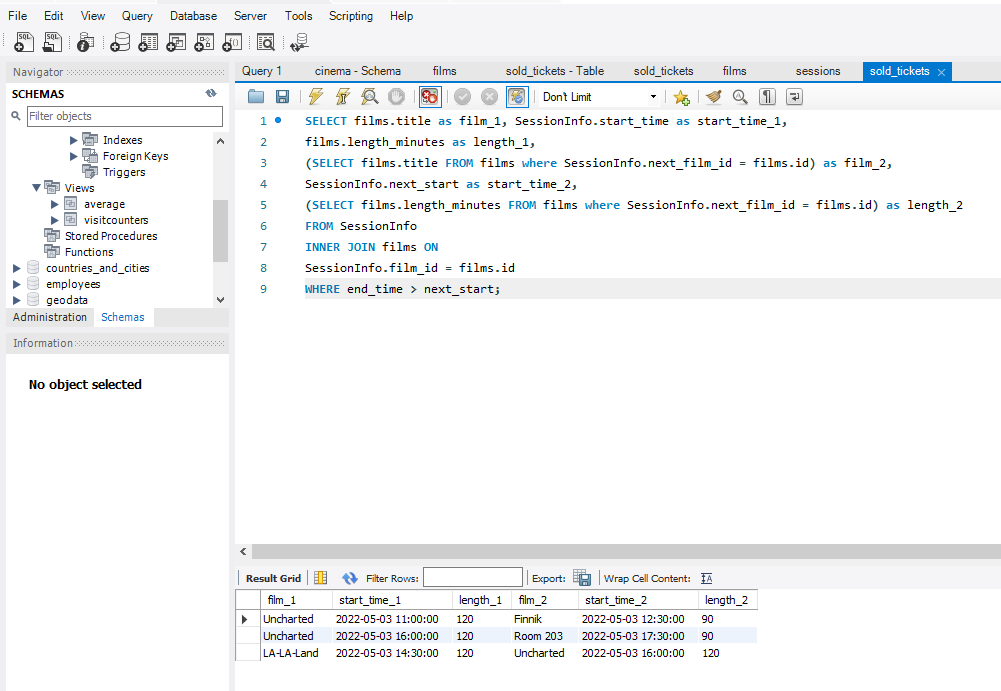 File Edit View Query Database Server Tools Scripting Help
Navigator
SCHEMAS
Filter objects
Indexes
Foreign Keys
Triggers
Views
average
visitcounters
Stored Procedures
Functions
countries_and_cities
employees
geodata
Administration Schemas
Information
No object selected
Query 1 cinema - Schema films sold_tickets - Table sold_tickets films sessions sold_tickets
Don't Limit
1 SELECT films.title as film_1, SessionInfo.start_time as start_time_1,
2 films.length_minutes as length_1,
3 (SELECT films.title FROM films where SessionInfo.next_film_id = films.id) as film_2,
4 SessionInfo.next_start as start_time_2,
5 (SELECT films.length_minutes FROM films where SessionInfo.next_film_id = films.id) as length_2
6 FROM SessionInfo
7 INNER JOIN films ON
8 SessionInfo.film_id = films.id
9 WHERE end_time > next_start;
Result Grid Filter Rows: Export: Wrap Cell Content:
film_1 start_time_1 length_1 film_2 start_time_2 length_2
Uncharted 2022-05-03 11:00:00 120 Finnik 2022-05-03 12:30:00 90
Uncharted 2022-05-03 16:00:00 120 Room 203 2022-05-03 17:30:00 90
LA-LA-Land 2022-05-03 14:30:00 120 Uncharted 2022-05-03 16:00:00 120